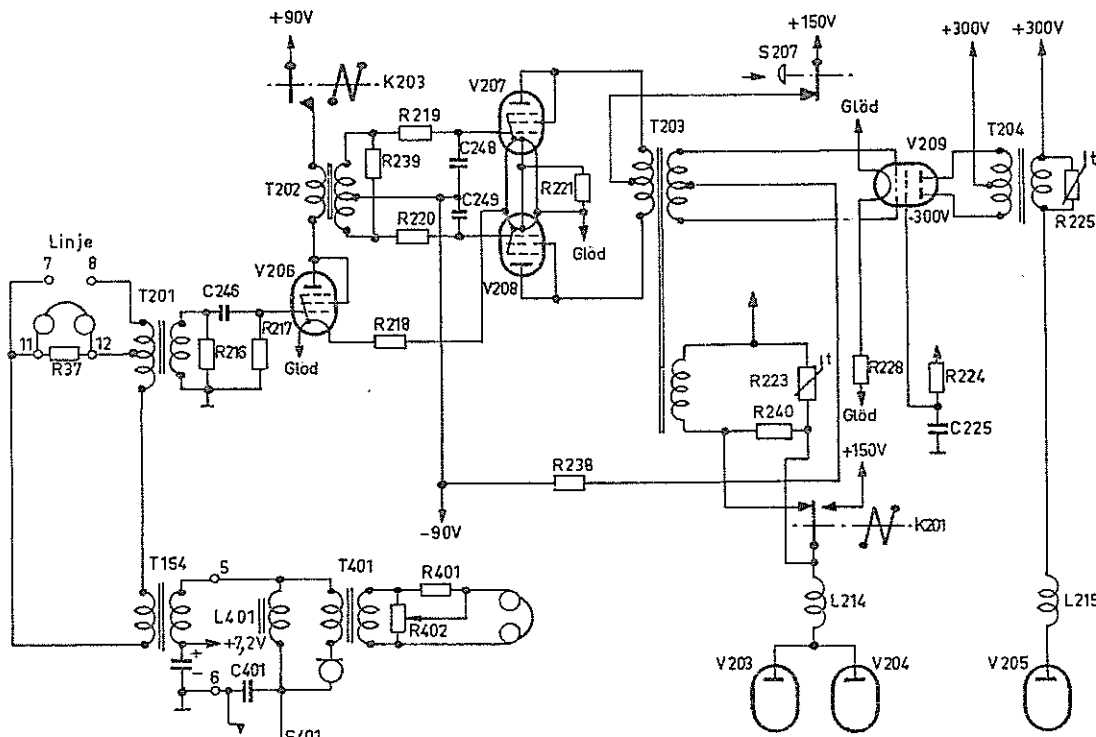 +90V
K203
+150V
S207
+300V
+300V
V207
R219
C248
R239
T202
C249
R220
R221
Glöd
V208
T203
Glöd
V209
-300V
T204
t
R225
Linje
7
8
T201
11
12
R37
C246
R216
R217
V206
Glöd
R218
R223
t
R240
R228
Glöd
R224
C225
+150V
R238
-90V
K201
T154
5
L401
+7,2V
+
-
6
C401
S401
T401
R401
R402
L214
V203
V204
L215
V205